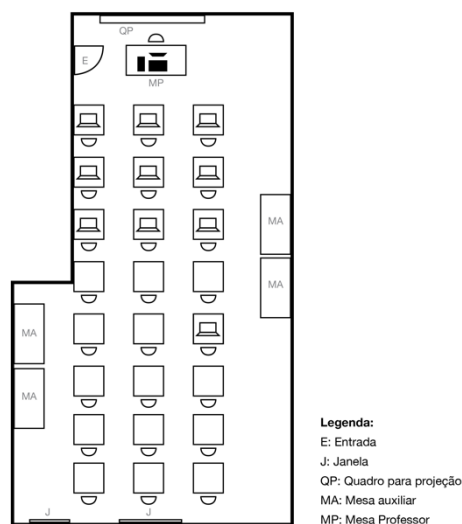 QP
E
MP
MA
MA
MA
MA
J
J
Legenda:
E: Entrada
J: Janela
QP: Quadro para projeção
MA: Mesa auxiliar
MP: Mesa Professor